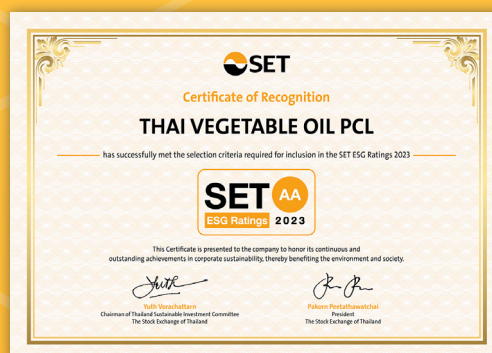 SET
Certificate of Recognition
THAI VEGETABLE OIL PCL
has successfully met the selection criteria required for inclusion in the SET ESG Ratings 2023
SET AA
ESG Ratings 2023
This Certificate is presented to the company to honor its continuous and
outstanding achievements in corporate sustainability, thereby benefiting the environment and society.
Yuth Vorachattarn Pakorn Peetathawatchai
Chairman of Thailand Sustainable Investment Committee President
The Stock Exchange of Thailand The Stock Exchange of Thailand